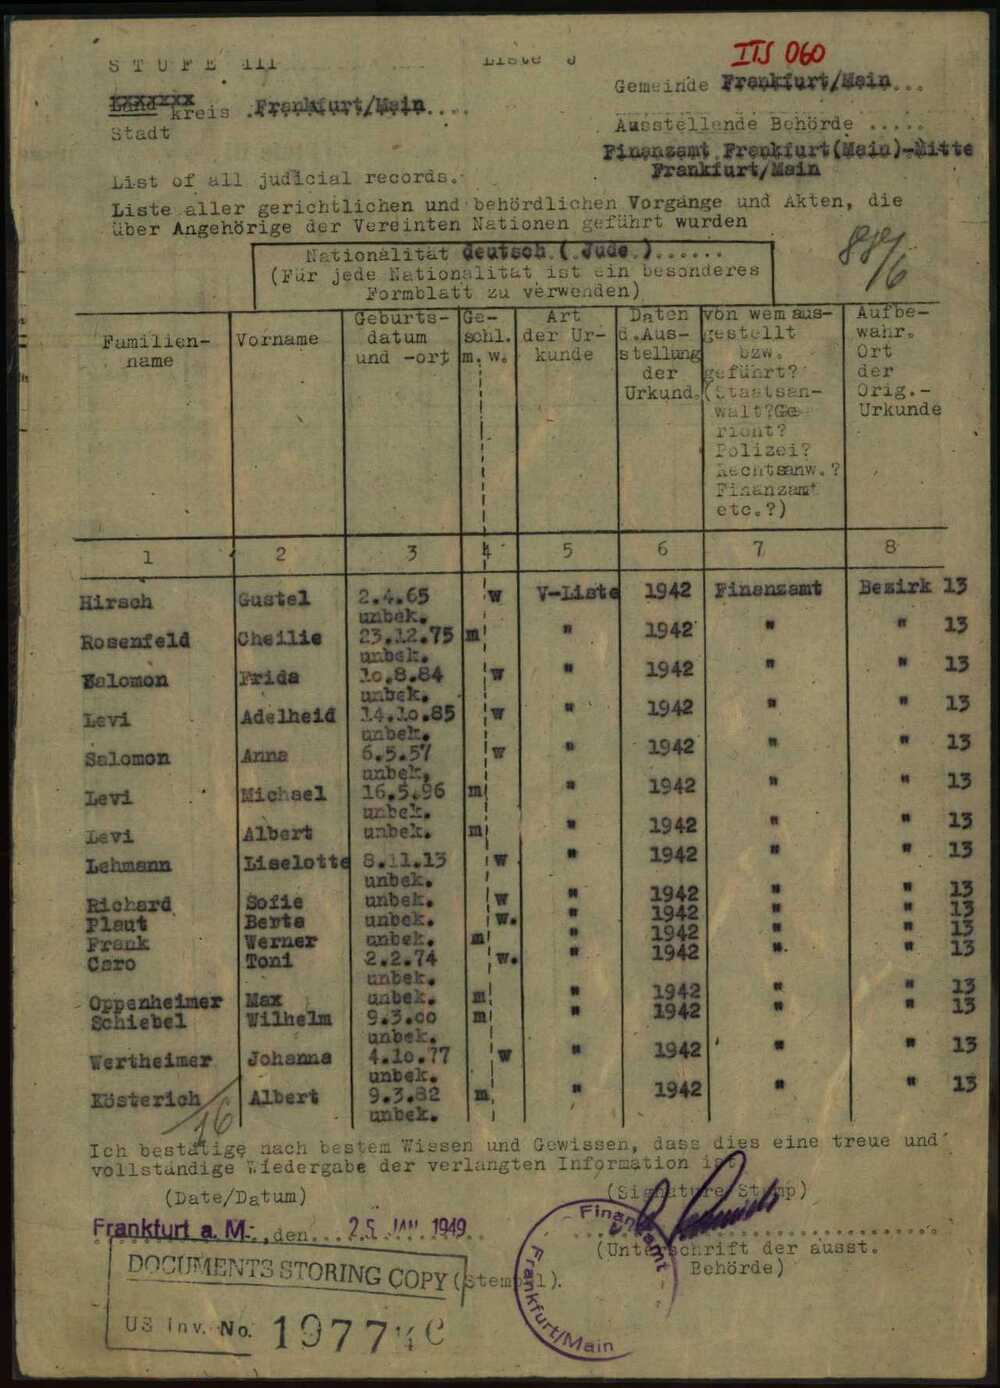 ITS 060
STUFE III Liste 3
Gemeinde Frankfurt/Main...
Landkreis .Frankfurt/Main....
Stadt
Ausstellende Behörde .....
Finanzamt Frankfurt(Main)-Mitte
Frankfurt/Main
List of all judicial records.
Liste aller gerichtlichen und behördlichen Vorgänge und Akten, die
über Angehörige der Vereinten Nationen geführt wurden
Nationalität deutsch.(.Jude.)......
(Für jede Nationalität ist ein besonderes
Formblatt zu verwenden)
Familien-name | Vorname | Geburts-datum und -ort | Ge-schl. m. w. | Art der Ur-kunde | Daten d.Aus-stellung der Urkund. | von wem aus-gestellt bzw. geführt? (Staatsan-walt?Ge-richt? Polizei? Rechtsanw.? Finanzamt etc.?) | Aufbe-wahr. Ort der Orig.-Urkunde
1 2 3 4 5 6 7 8
Hirsch Gustel 2.4.65 w V-Liste 1942 Finanzamt Bezirk 13
unbek.
Rosenfeld Cheilie 23.12.75 m " 1942 " " 13
unbek.
Salomon Frida 10.8.84 w " 1942 " " 13
unbek.
Levi Adelheid 14.10.85 w " 1942 " " 13
unbek.
Salomon Anna 6.5.57 w " 1942 " " 13
unbek.
Levi Michael 16.5.96 m " 1942 " " 13
unbek.
Levi Albert unbek. m " 1942 " " 13
Lehmann Liselotte 8.11.13 w " 1942 " " 13
unbek.
Richard Sofie unbek. w " 1942 " " 13
Plaut Berta unbek. w. " 1942 " " 13
Frank Werner unbek. m " 1942 " " 13
Caro Toni 2.2.74 w. " 1942 " " 13
unbek.
Oppenheimer Max unbek. m " 1942 " " 13
Schiebel Wilhelm 9.3.00 m " 1942 " " 13
unbek.
Wertheimer Johanna 4.10.77 w " 1942 " " 13
unbek.
Kösterich Albert 9.3.82 m " 1942 " " 13
unbek.
16
Ich bestätige nach bestem Wissen und Gewissen, dass dies eine treue und
vollständige Wiedergabe der verlangten Information ist
(Date/Datum) (Signature Stamp)
Frankfurt a. M., den... 25. JAN. 1949
(Unterschrift der ausst.
Behörde)
DOCUMENTS STORING COPY (Stempel).
US Inv. No. 1977
Finanzamt
Frankfurt/Main